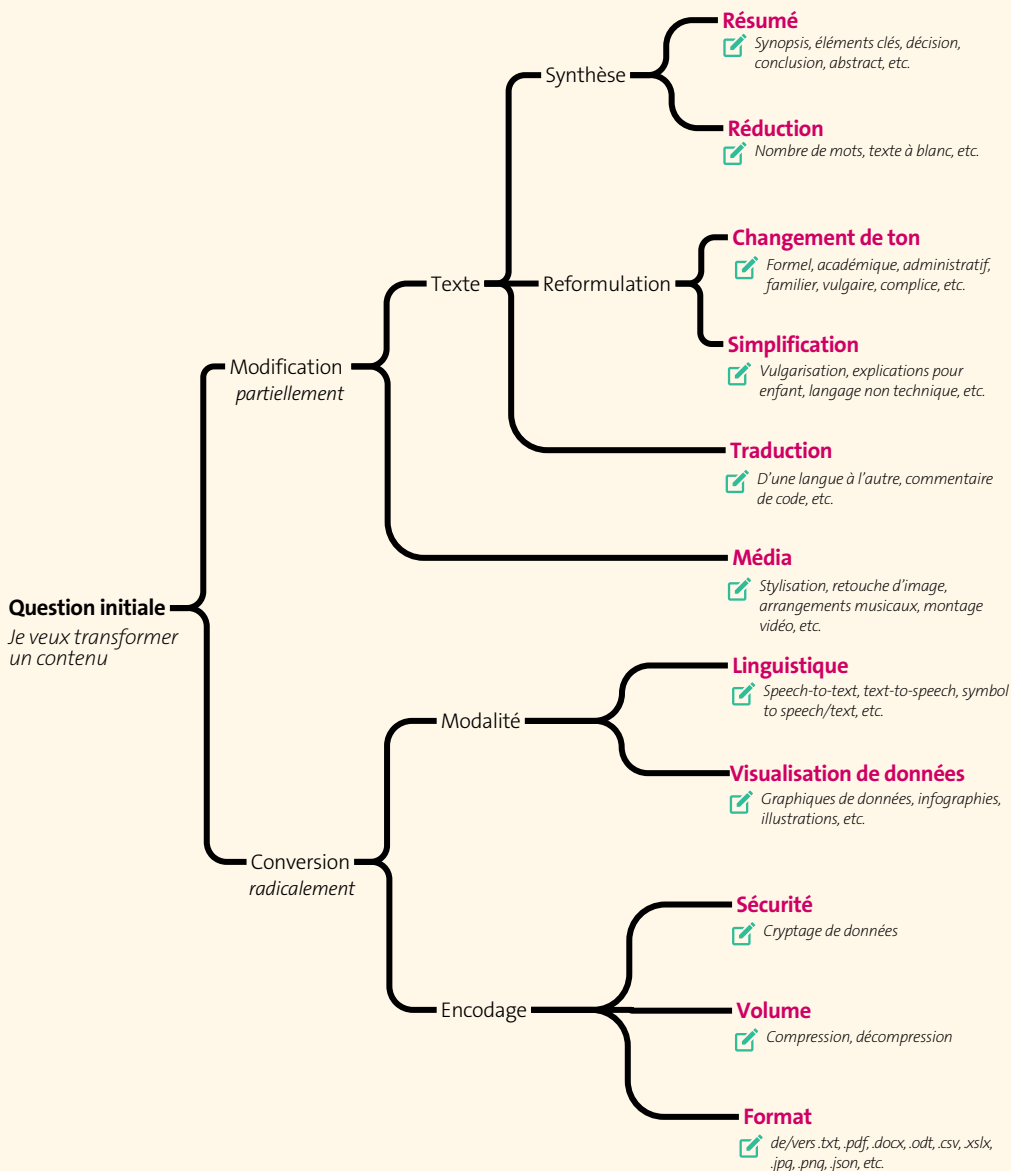 Résumé
Synopsis, éléments clés, décision,
conclusion, abstract, etc.
Synthèse
Réduction
Nombre de mots, texte à blanc, etc.
Changement de ton
Formel, académique, administratif,
familier, vulgaire, complice, etc.
Texte
Reformulation
Simplification
Vulgarisation, explications pour
enfant, langage non technique, etc.
Modification
partiellement
Traduction
D'une langue à l'autre, commentaire
de code, etc.
Média
Stylisation, retouche d'image,
arrangements musicaux, montage
vidéo, etc.
Question initiale
Je veux transformer
un contenu
Linguistique
Speech-to-text, text-to-speech, symbol
to speech/text, etc.
Modalité
Visualisation de données
Graphiques de données, infographies,
illustrations, etc.
Conversion
radicalement
Sécurité
Cryptage de données
Encodage
Volume
Compression, décompression
Format
de/vers .txt, .pdf, .docx, .odt, .csv, .xslx,
.jpg, .png, .json, etc.